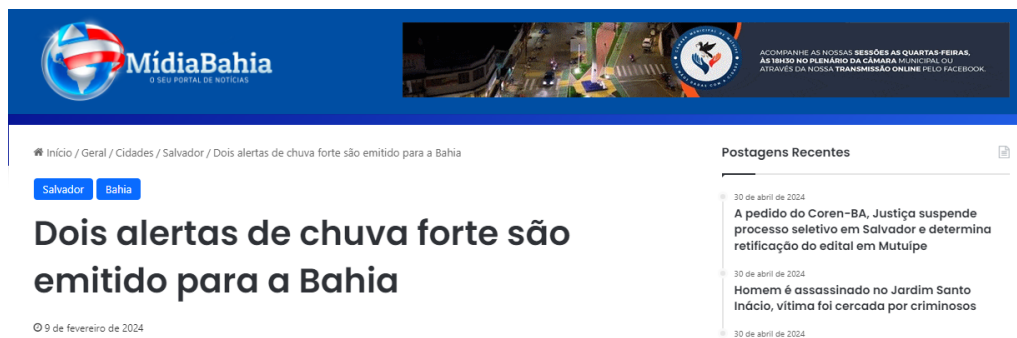 MídiaBahia
O SEU PORTAL DE NOTÍCIAS
ACOMPANHE AS NOSSAS SESSÕES AS QUARTAS-FEIRAS,
ÀS 18H30 NO PLENÁRIO DA CÂMARA MUNICIPAL OU
ATRAVÉS DA NOSSA TRANSMISSÃO ONLINE PELO FACEBOOK.
Início / Geral / Cidades / Salvador / Dois alertas de chuva forte são emitido para a Bahia
Salvador Bahia
Dois alertas de chuva forte são
emitido para a Bahia
9 de fevereiro de 2024
Postagens Recentes
30 de abril de 2024
A pedido do Coren-BA, Justiça suspende
processo seletivo em Salvador e determina
retificação do edital em Mutuípe
30 de abril de 2024
Homem é assassinado no Jardim Santo
Inácio, vítima foi cercada por criminosos
30 de abril de 2024